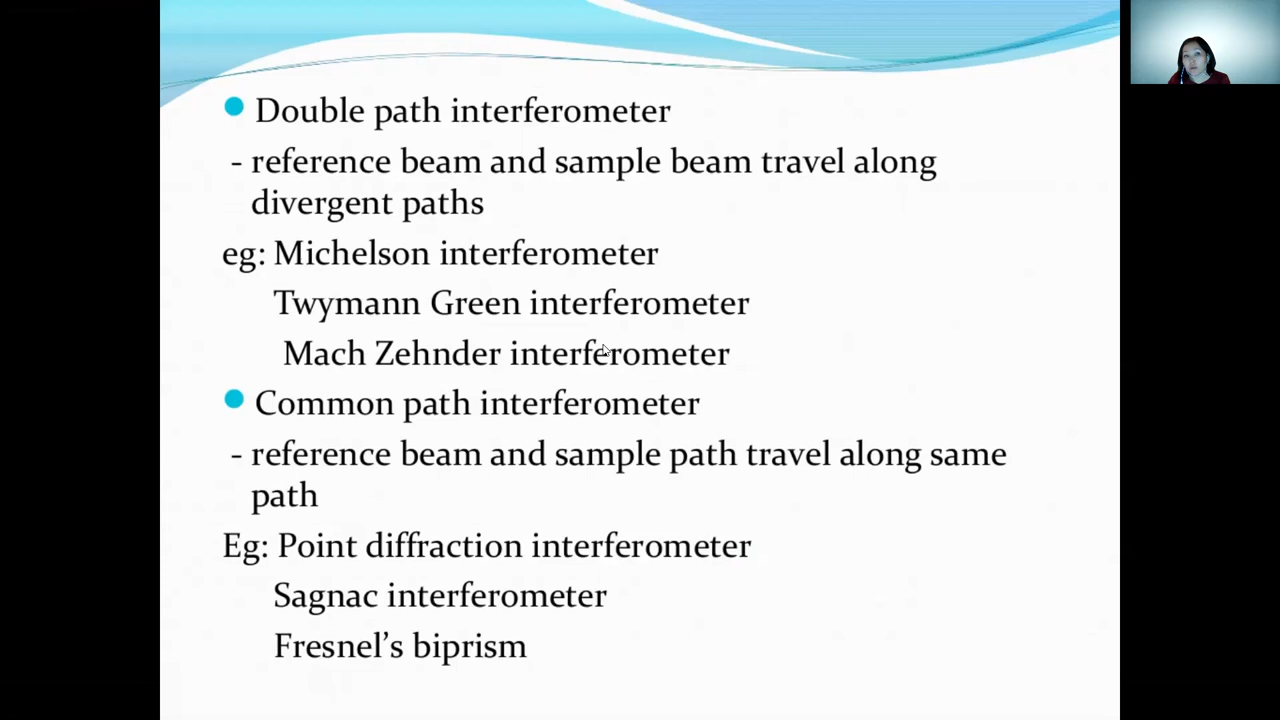 Double path interferometer
- reference beam and sample beam travel along
divergent paths
eg: Michelson interferometer
Twymann Green interferometer
Mach Zehnder interferometer
Common path interferometer
- reference beam and sample path travel along same
path
Eg: Point diffraction interferometer
Sagnac interferometer
Fresnel’s biprism